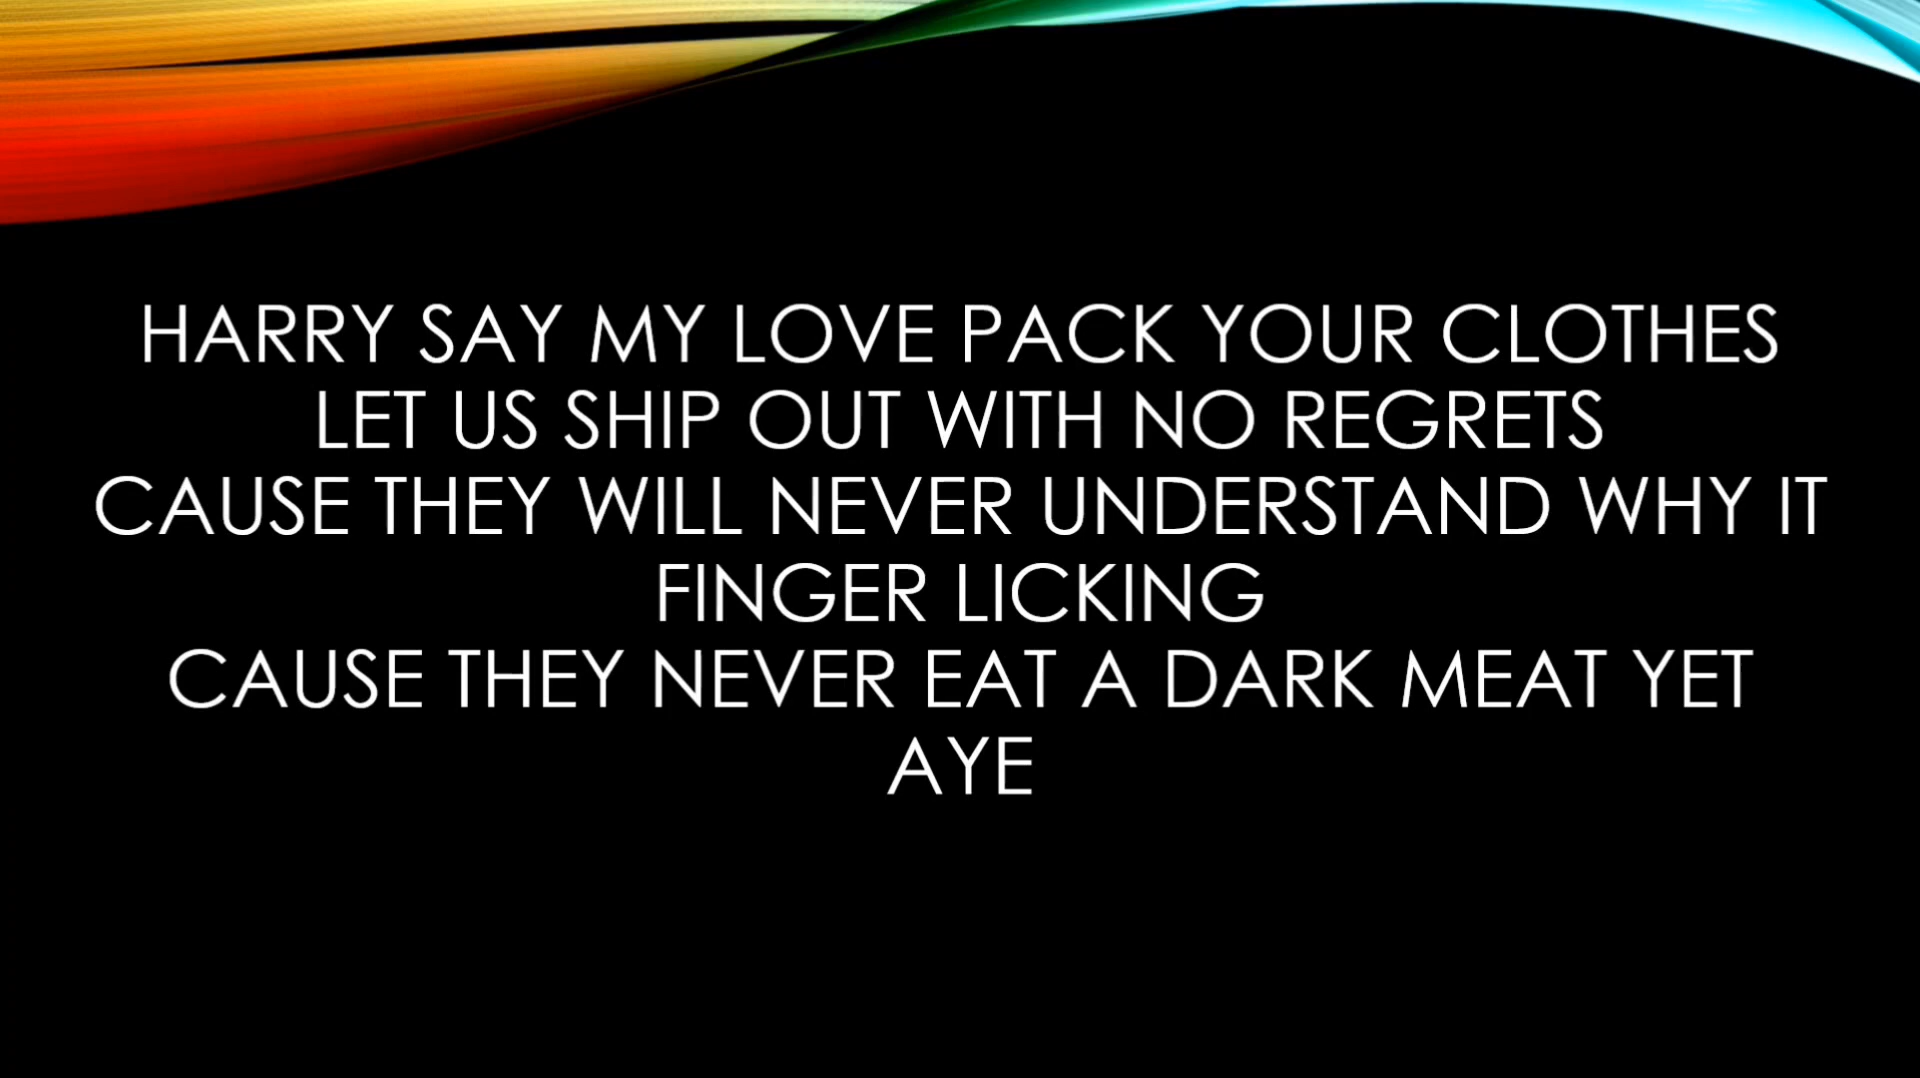 HARRY SAY MY LOVE PACK YOUR CLOTHES
LET US SHIP OUT WITH NO REGRETS
CAUSE THEY WILL NEVER UNDERSTAND WHY IT
FINGER LICKING
CAUSE THEY NEVER EAT A DARK MEAT YET
AYE